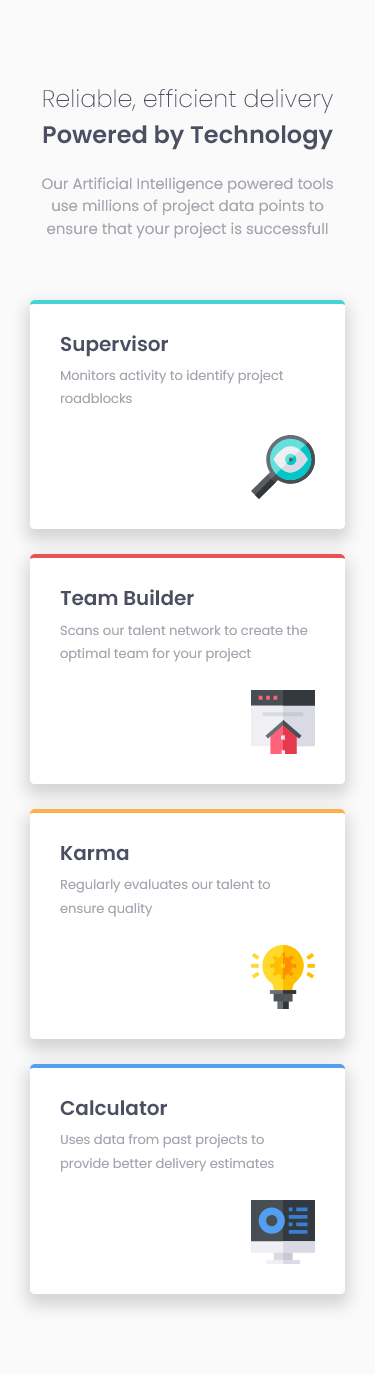 Reliable, efficient delivery
Powered by Technology
Our Artificial Intelligence powered tools
use millions of project data points to
ensure that your project is successfull
Supervisor
Monitors activity to identify project
roadblocks
Team Builder
Scans our talent network to create the
optimal team for your project
Karma
Regularly evaluates our talent to
ensure quality
Calculator
Uses data from past projects to
provide better delivery estimates